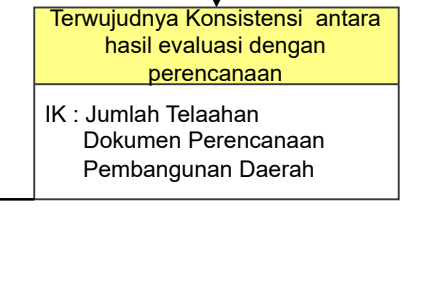 Terwujudnya Konsistensi  antara
hasil evaluasi dengan
perencanaan
IK : Jumlah Telaahan
Dokumen Perencanaan
Pembangunan Daerah